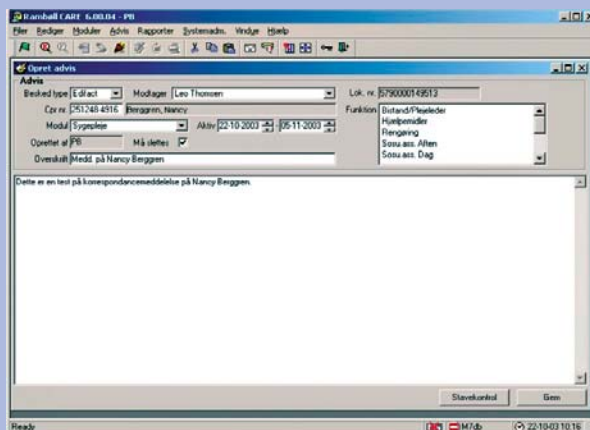 Rambøll CARE 6.00.04 - PB
Filer Rediger Moduler Advis Rapporter Systemadm. Vindue Hjælp
Opret advis
Advis
Besked type Edifact Modtager Leo Thomsen Lok. nr. 5790000149513
Cpr nr. 251248-4916 Berggren, Nancy
Modul Sygepleje Aktiv 22-10-2003 - 05-11-2003
Oprettet af PB Må slettes
Overskrift Medd. på Nancy Berggren
Funktion Bistand/Plejeleder
Hjælpemidler
Rengøring
Sosu.ass. Aften
Sosu.ass. Dag
Dette er en test på korrespondancemeddelelse på Nancy Berggren.
Stavekontrol Gem
Ready M7db 22-10-03 10:16